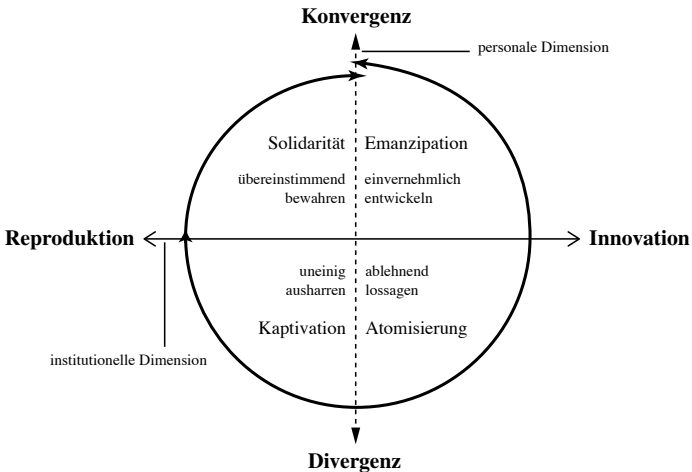 Konvergenz
personale Dimension
Solidarität
Emanzipation
übereinstimmend
bewahren
einvernehmlich
entwickeln
Reproduktion
Innovation
uneinig
ausharren
ablehnend
lossagen
Kaptivation
Atomisierung
institutionelle Dimension
Divergenz